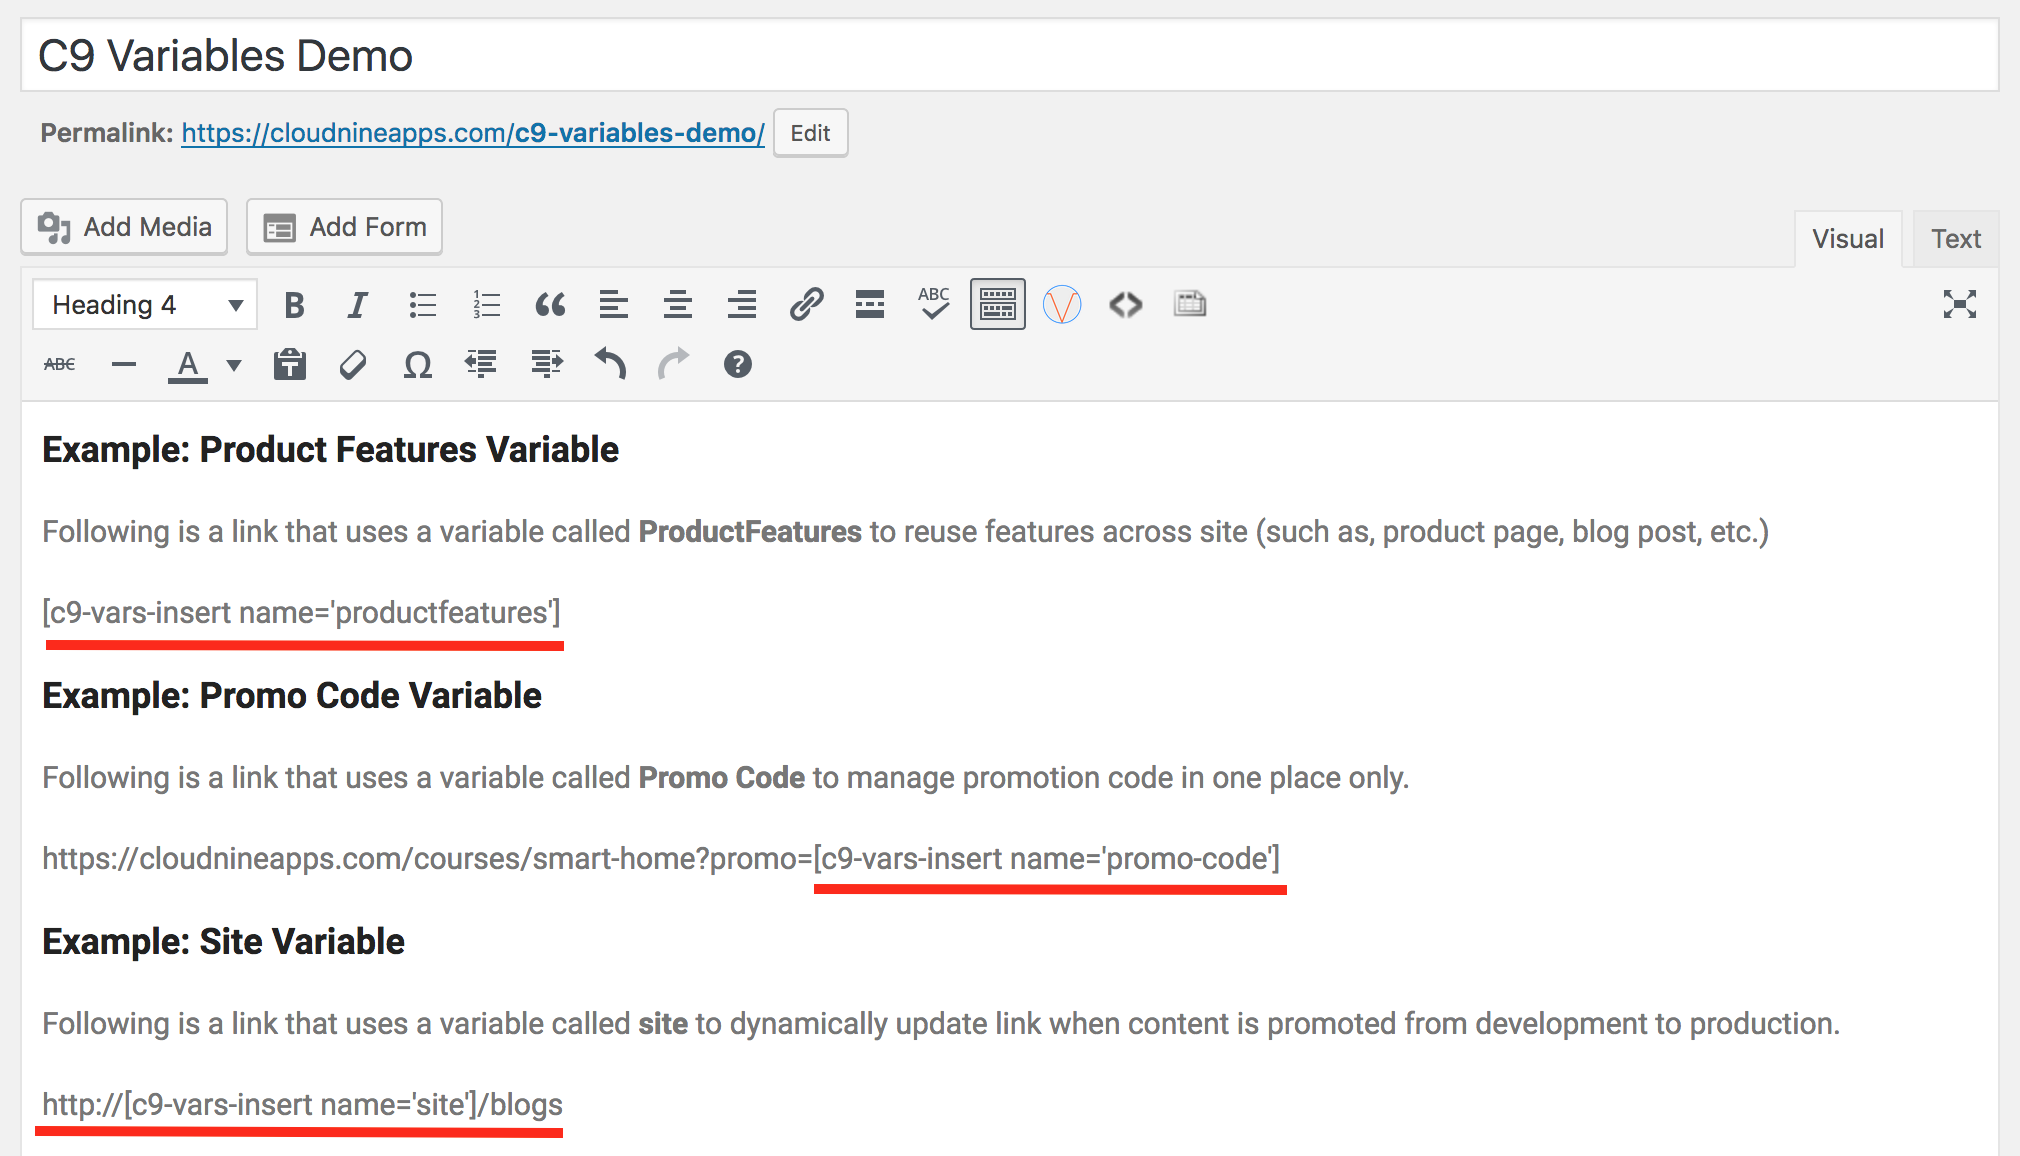 C9 Variables Demo
Permalink: https://cloudnineapps.com/c9-variables-demo/ Edit
Add Media Add Form
Visual Text
Heading 4 B I 1 2 3 ABC
ABC A T Ω ?
Example: Product Features Variable
Following is a link that uses a variable called ProductFeatures to reuse features across site (such as, product page, blog post, etc.)
[c9-vars-insert name='productfeatures']
Example: Promo Code Variable
Following is a link that uses a variable called Promo Code to manage promotion code in one place only.
https://cloudnineapps.com/courses/smart-home?promo=[c9-vars-insert name='promo-code']
Example: Site Variable
Following is a link that uses a variable called site to dynamically update link when content is promoted from development to production.
http://[c9-vars-insert name='site']/blogs